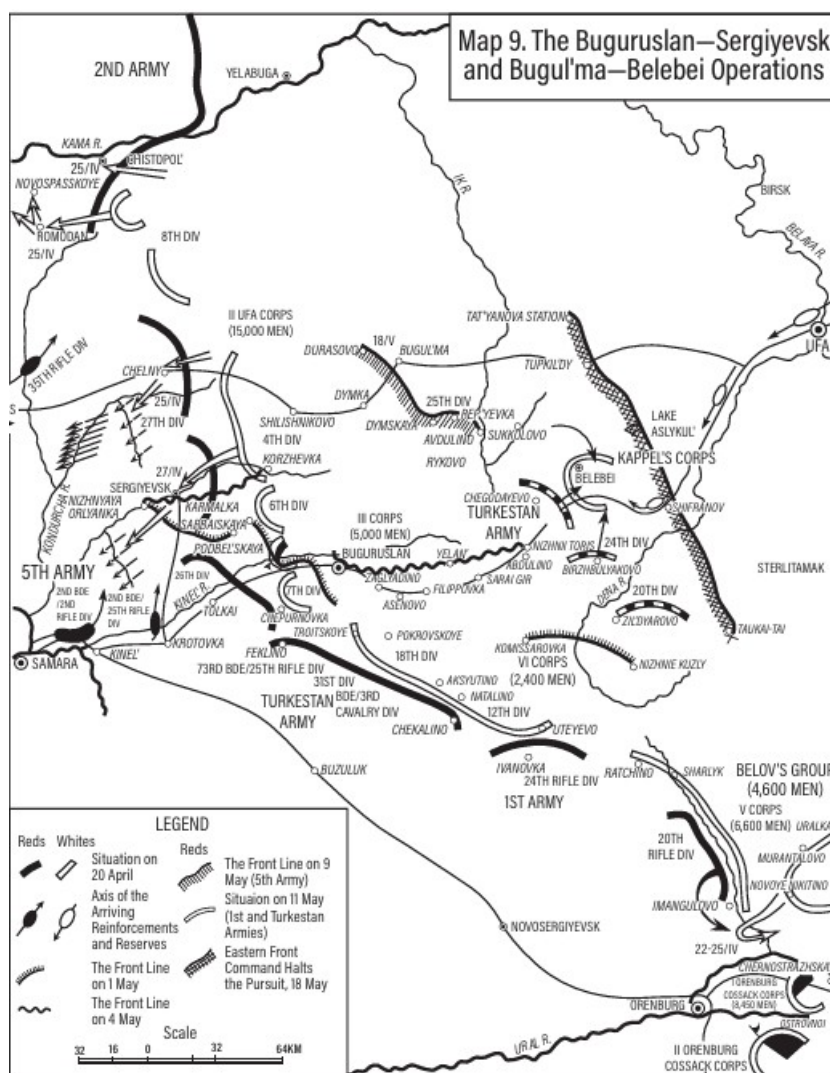 Map 9. The Buguruslan—Sergiyevsk
and Bugul'ma—Belebei Operations
2ND ARMY
YELABUGA
KAMA R.
HISTOPOL'
25/IV
NOVOSPASSKOYE
ROMODAN
25/IV
8TH DIV
IK R.
BIRSK
BELAYA R.
UFA
II UFA CORPS
(15,000 MEN)
35TH RIFLE DIV
CHELNY
25/IV
27TH DIV
DURASOVO
18/V
BUGUL'MA
DYMKA
SHILISHNIKOVO
4TH DIV
KORZHEVKA
25TH DIV
DYMSKAYA
AVDULINO
RYKOVO
SUKKOLOVO
TAT'YANOVA STATION
TUPKIL'DY
LAKE
ASLYKUL'
KAPPEL'S CORPS
BELEBEI
CHEGODAYEVO
TURKESTAN
ARMY
SHIFRANOV
27/IV
SERGIYEVSK
NIZHNYAYA
ORLYANKA
KONDURCHA R.
KARMALKA
SARBAISKAYA
PODBEL'SKAYA
6TH DIV
III CORPS
(5,000 MEN)
BUGURUSLAN
YELAN'
NIZHNII TORIS
ABDULINO
SARAI GIR
24TH DIV
BIRZHBULYAKOVO
STERLITAMAK
5TH ARMY
2ND BDE/
2ND
RIFLE DIV
2ND BDE/
25TH RIFLE
DIV
26TH DIV
KINEL' R.
TOLKAI
7TH DIV
ZAGLYADINO
FILIPPOVKA
ASENOVO
DENA R.
20TH DIV
ZIL'DYAROVO
TAUKAI-TAI
SAMARA
KINEL'
KROTOVKA
TROITSKOYE
POKROVSKOYE
18TH DIV
FEKLINO
73RD BDE/25TH RIFLE DIV
31ST DIV
BDE/3RD
CAVALRY DIV
TURKESTAN
ARMY
CHEKALINO
AKSYUTINO
NATALINO
12TH DIV
UTEYEVO
KOMISSAROVKA
VI CORPS
(2,400 MEN)
NIZHNIE KUZLY
BUZULUK
IVANOVKA
24TH RIFLE DIV
1ST ARMY
RATCHINO
SHARLYK
BELOV'S GROUP
(4,600 MEN)
V CORPS
(6,600 MEN)
URALKA
MURANTALOVO
NOVOYE NIKITINO
20TH
RIFLE DIV
IMANGULOVO
22-25/IV
NOVOSERGIYEVSK
ORENBURG
I ORENBURG
COSSACK CORPS
(8,450 MEN)
OSTROVNOI
II ORENBURG
COSSACK CORPS
URAL R.
LEGEND
Reds Whites
Situation on
20 April
Axis of the
Arriving
Reinforcements
and Reserves
The Front Line
on 1 May
The Front Line
on 4 May
Reds
The Front Line on 9
May (5th Army)
Situaion on 11 May
(1st and Turkestan
Armies)
Eastern Front
Command Halts
the Pursuit, 18 May
Scale
32 16 0 32 64KM